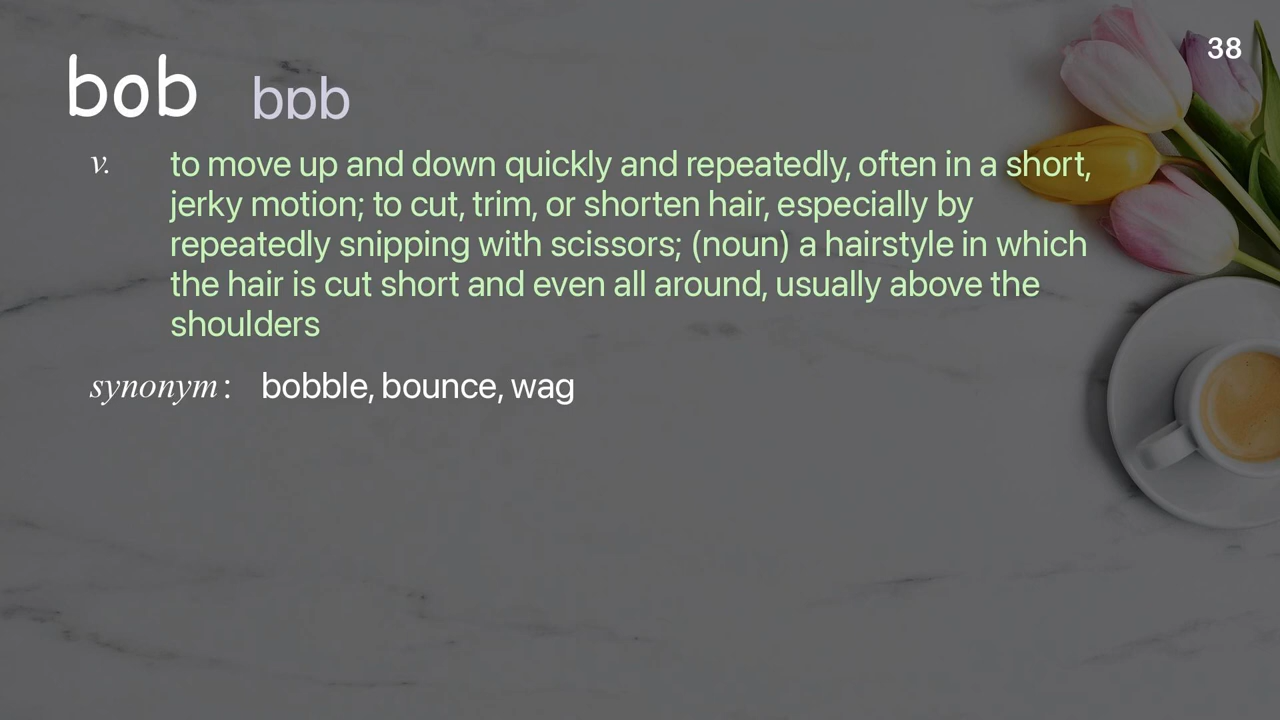 38
bob bɒb
v. to move up and down quickly and repeatedly, often in a short,
jerky motion; to cut, trim, or shorten hair, especially by
repeatedly snipping with scissors; (noun) a hairstyle in which
the hair is cut short and even all around, usually above the
shoulders
synonym: bobble, bounce, wag